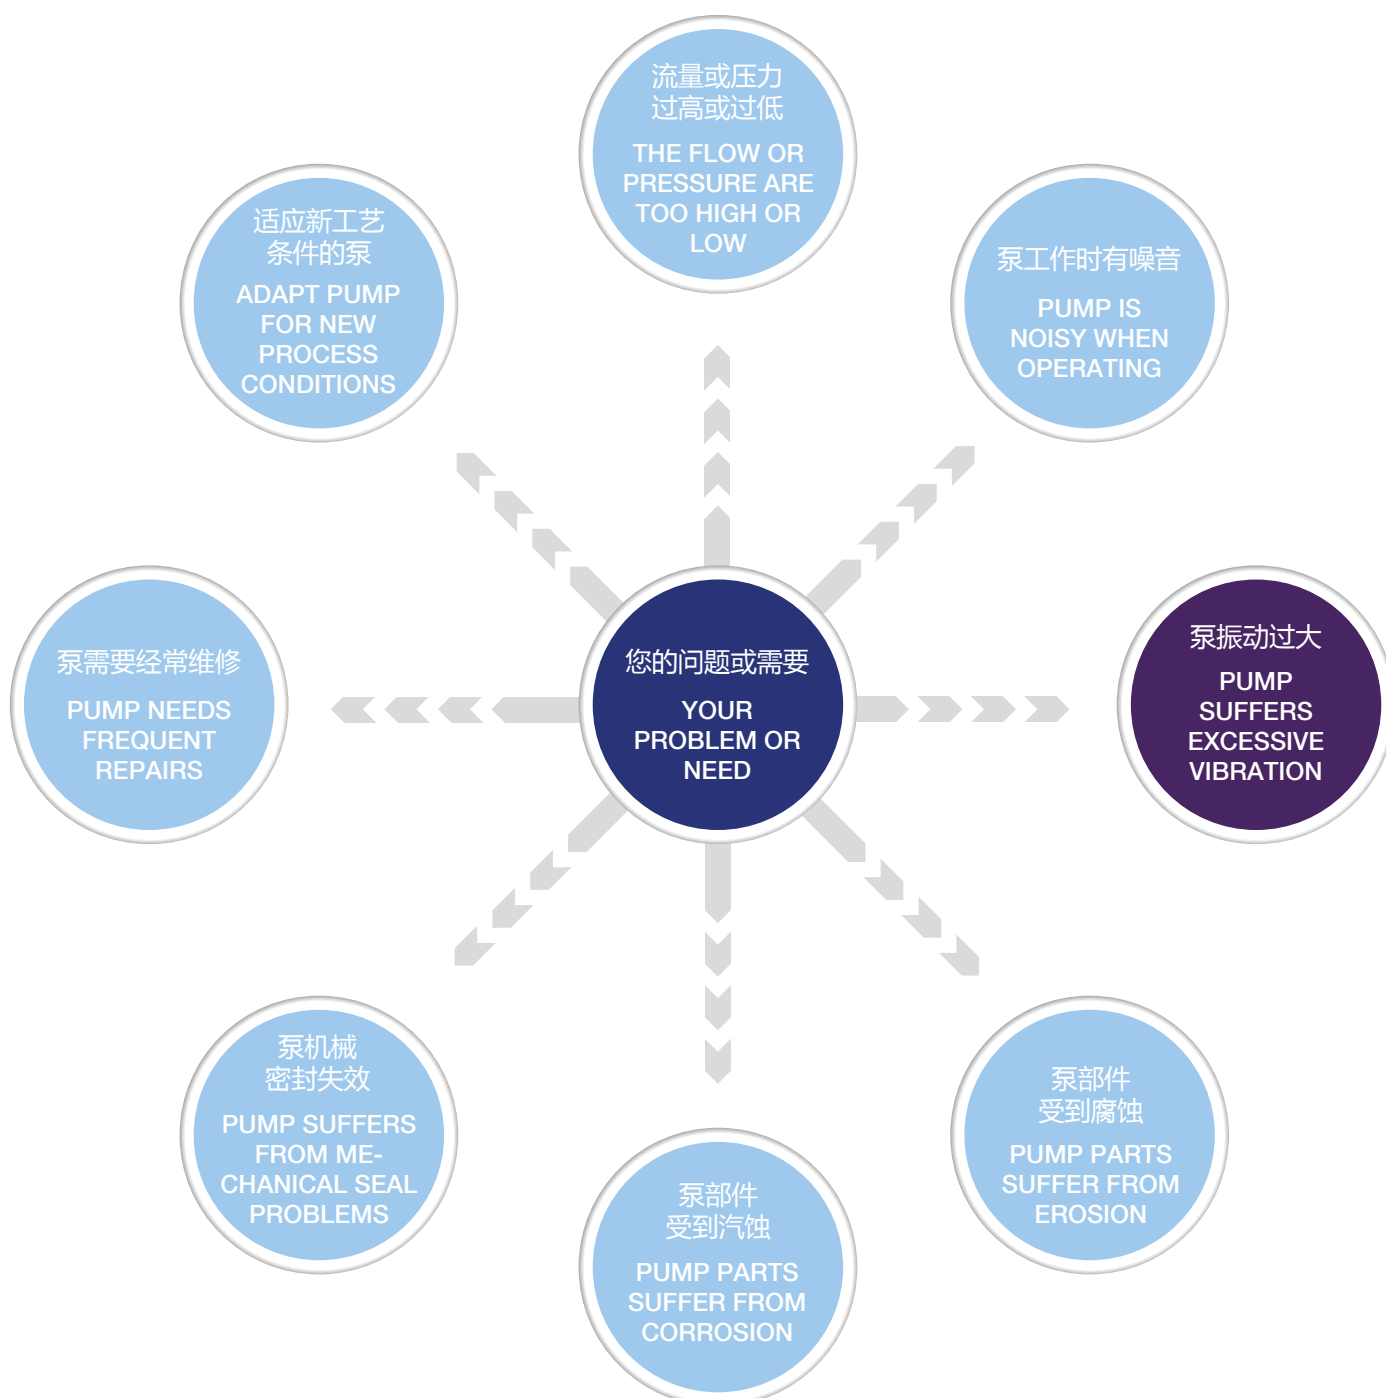 流量或压力
过高或过低
THE FLOW OR
PRESSURE ARE
TOO HIGH OR
LOW
适应新工艺
条件的泵
ADAPT PUMP
FOR NEW
PROCESS
CONDITIONS
泵工作时有噪音
PUMP IS
NOISY WHEN
OPERATING
泵需要经常维修
PUMP NEEDS
FREQUENT
REPAIRS
您的问题或需要
YOUR
PROBLEM OR
NEED
泵振动过大
PUMP
SUFFERS
EXCESSIVE
VIBRATION
泵机械
密封失效
PUMP SUFFERS
FROM ME-
CHANICAL SEAL
PROBLEMS
泵部件
受到汽蚀
PUMP PARTS
SUFFER FROM
CORROSION
泵部件
受到腐蚀
PUMP PARTS
SUFFER FROM
EROSION